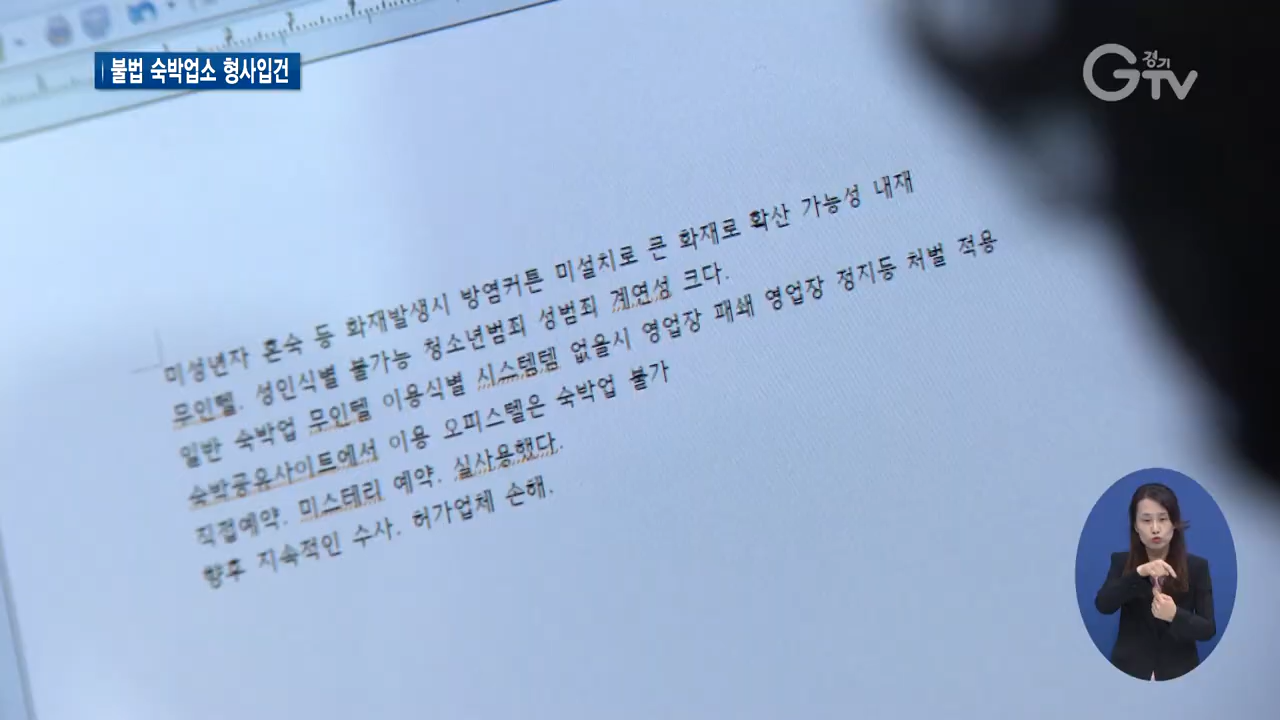 불법 숙박업소 형사입건
G경기TV
미성년자 혼숙 등 화재발생시 방염커튼 미설치로 큰 화재로 확산 가능성 내재
무인텔. 성인식별 불가능 청소년범죄 성범죄 계연성 크다.
일반 숙박업 무인텔 이용식별 시스템템 없을시 영업장 패쇄 영업장 정지등 처벌 적용
숙박공유사이트에서 이용 오피스텔은 숙박업 불가
직접예약. 미스테리 예약. 실사용했다.
향후 지속적인 수사. 허가업체 손해.